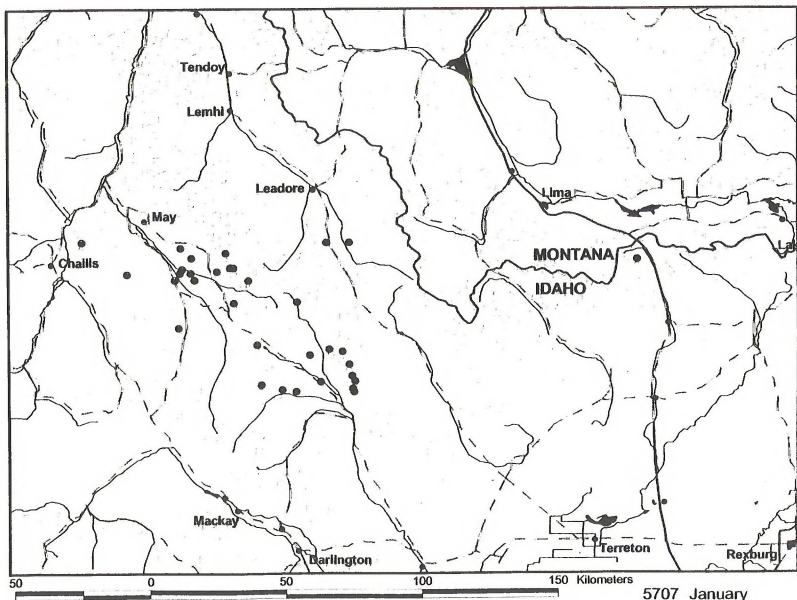 Tendoy
Lemhi
Leadore
Lima
May
La
MONTANA
Challis
IDAHO
Mackay
Darlington
Terreton
Rexburg
50 0 50 100 150 Kilometers
5707 January